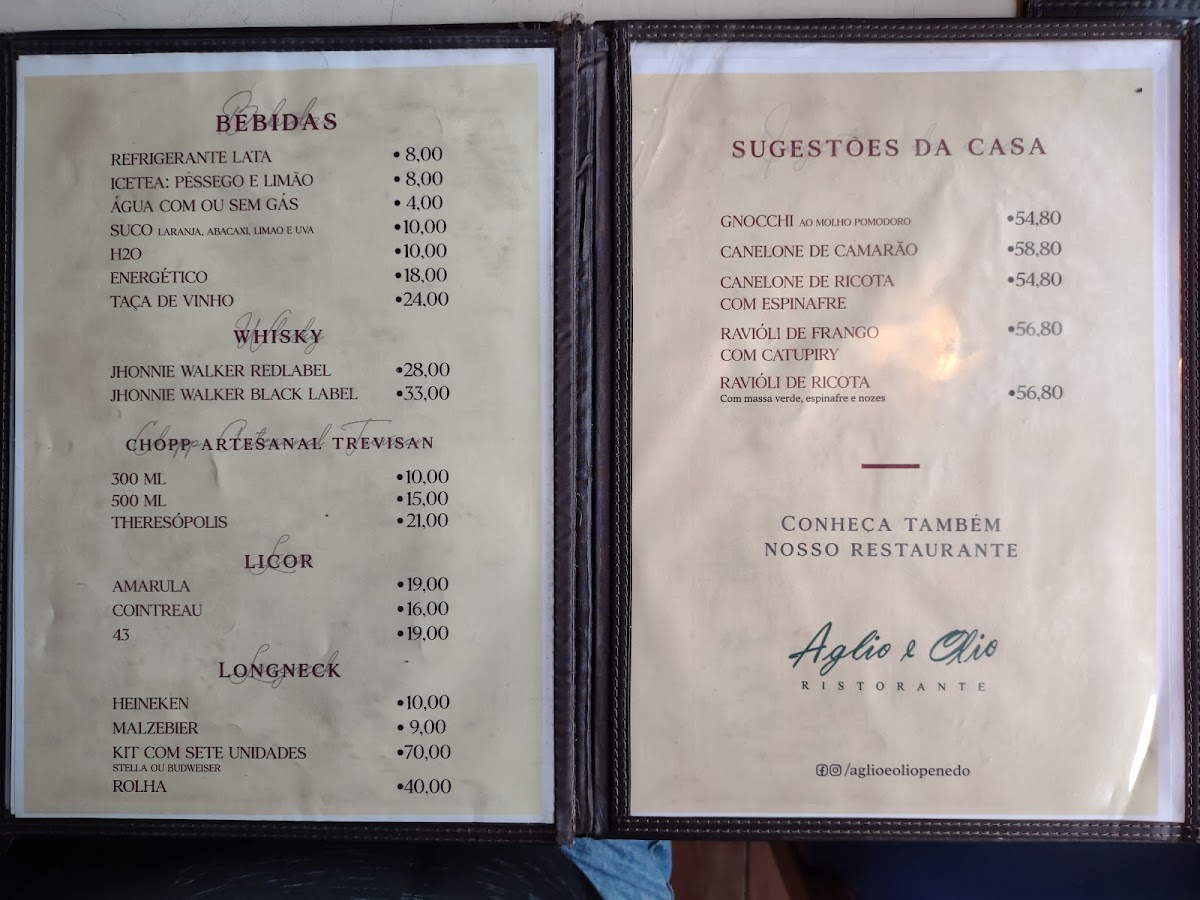 BEBIDAS
REFRIGERANTE LATA • 8,00
ICETEA: PÊSSEGO E LIMÃO • 8,00
ÁGUA COM OU SEM GÁS • 4,00
SUCO LARANJA, ABACAXI, LIMAO E UVA •10,00
H2O •10,00
ENERGÉTICO •18,00
TAÇA DE VINHO •24,00
WHISKY
JHONNIE WALKER REDLABEL •28,00
JHONNIE WALKER BLACK LABEL •33,00
CHOPP ARTESANAL TREVISAN
300 ML •10,00
500 ML •15,00
THERESÓPOLIS •21,00
LICOR
AMARULA •19,00
COINTREAU •16,00
43 •19,00
LONGNECK
HEINEKEN •10,00
MALZEBIER • 9,00
KIT COM SETE UNIDADES •70,00
STELLA OU BUDWEISER
ROLHA •40,00
SUGESTÕES DA CASA
GNOCCHI AO MOLHO POMODORO •54,80
CANELONE DE CAMARÃO •58,80
CANELONE DE RICOTA •54,80
COM ESPINAFRE
RAVIÓLI DE FRANGO •56,80
COM CATUPIRY
RAVIÓLI DE RICOTA
Com massa verde, espinafre e nozes •56,80
CONHEÇA TAMBÉM
NOSSO RESTAURANTE
Aglio e Olio
RISTORANTE
/aglioeoliopenedo